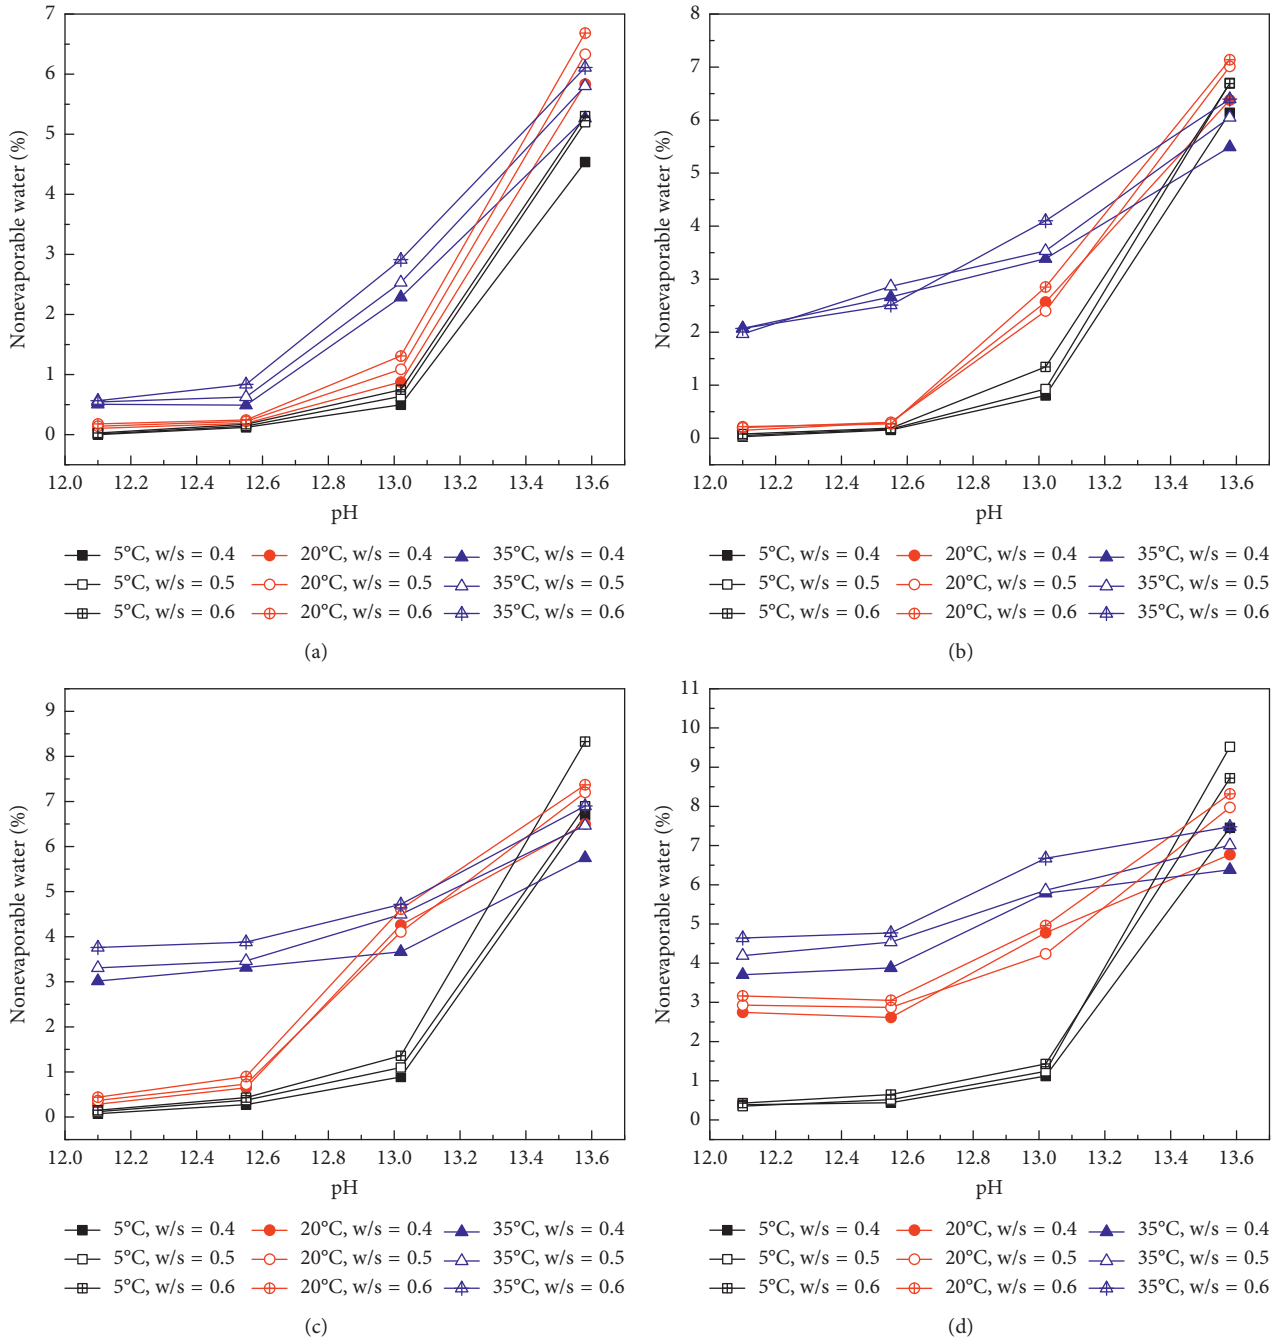 7
6
5
4
3
2
1
0
Nonevaporable water (%)
12.0 12.2 12.4 12.6 12.8 13.0 13.2 13.4 13.6
pH
5°C, w/s = 0.4 20°C, w/s = 0.4 35°C, w/s = 0.4
5°C, w/s = 0.5 20°C, w/s = 0.5 35°C, w/s = 0.5
5°C, w/s = 0.6 20°C, w/s = 0.6 35°C, w/s = 0.6
(a)
8
7
6
5
4
3
2
1
0
Nonevaporable water (%)
12.0 12.2 12.4 12.6 12.8 13.0 13.2 13.4 13.6
pH
5°C, w/s = 0.4 20°C, w/s = 0.4 35°C, w/s = 0.4
5°C, w/s = 0.5 20°C, w/s = 0.5 35°C, w/s = 0.5
5°C, w/s = 0.6 20°C, w/s = 0.6 35°C, w/s = 0.6
(b)
9
8
7
6
5
4
3
2
1
0
Nonevaporable water (%)
12.0 12.2 12.4 12.6 12.8 13.0 13.2 13.4 13.6
pH
5°C, w/s = 0.4 20°C, w/s = 0.4 35°C, w/s = 0.4
5°C, w/s = 0.5 20°C, w/s = 0.5 35°C, w/s = 0.5
5°C, w/s = 0.6 20°C, w/s = 0.6 35°C, w/s = 0.6
(c)
11
10
9
8
7
6
5
4
3
2
1
0
Nonevaporable water (%)
12.0 12.2 12.4 12.6 12.8 13.0 13.2 13.4 13.6
pH
5°C, w/s = 0.4 20°C, w/s = 0.4 35°C, w/s = 0.4
5°C, w/s = 0.5 20°C, w/s = 0.5 35°C, w/s = 0.5
5°C, w/s = 0.6 20°C, w/s = 0.6 35°C, w/s = 0.6
(d)